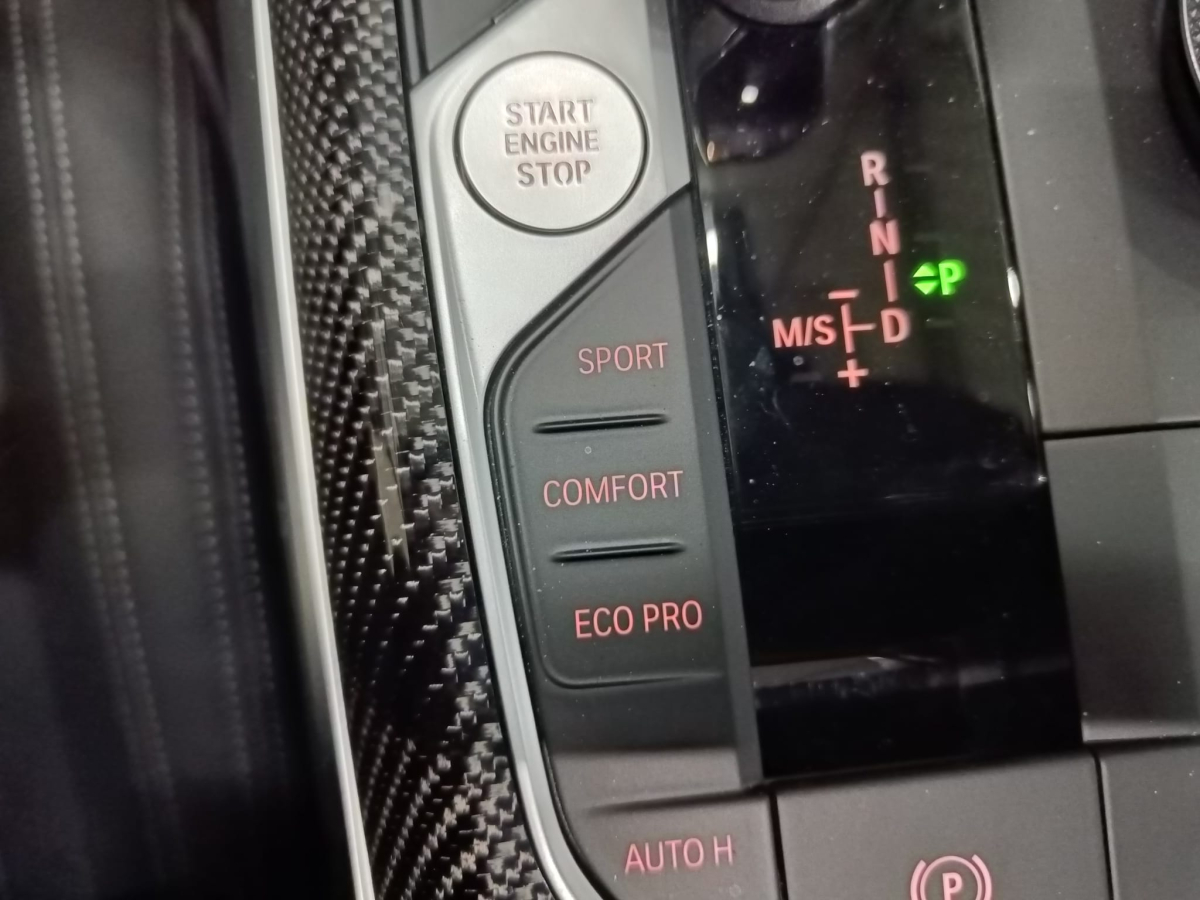 START
ENGINE
STOP
R
N
P
M/S
D
−
+
SPORT
COMFORT
ECO PRO
AUTO H
P